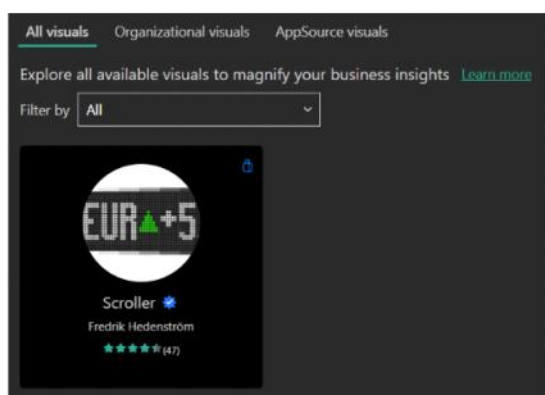 All visuals Organizational visuals AppSource visuals
Explore all available visuals to magnify your business insights Learn more
Filter by All
EUR▲+5
Scroller
Fredrik Hedenström
(47)